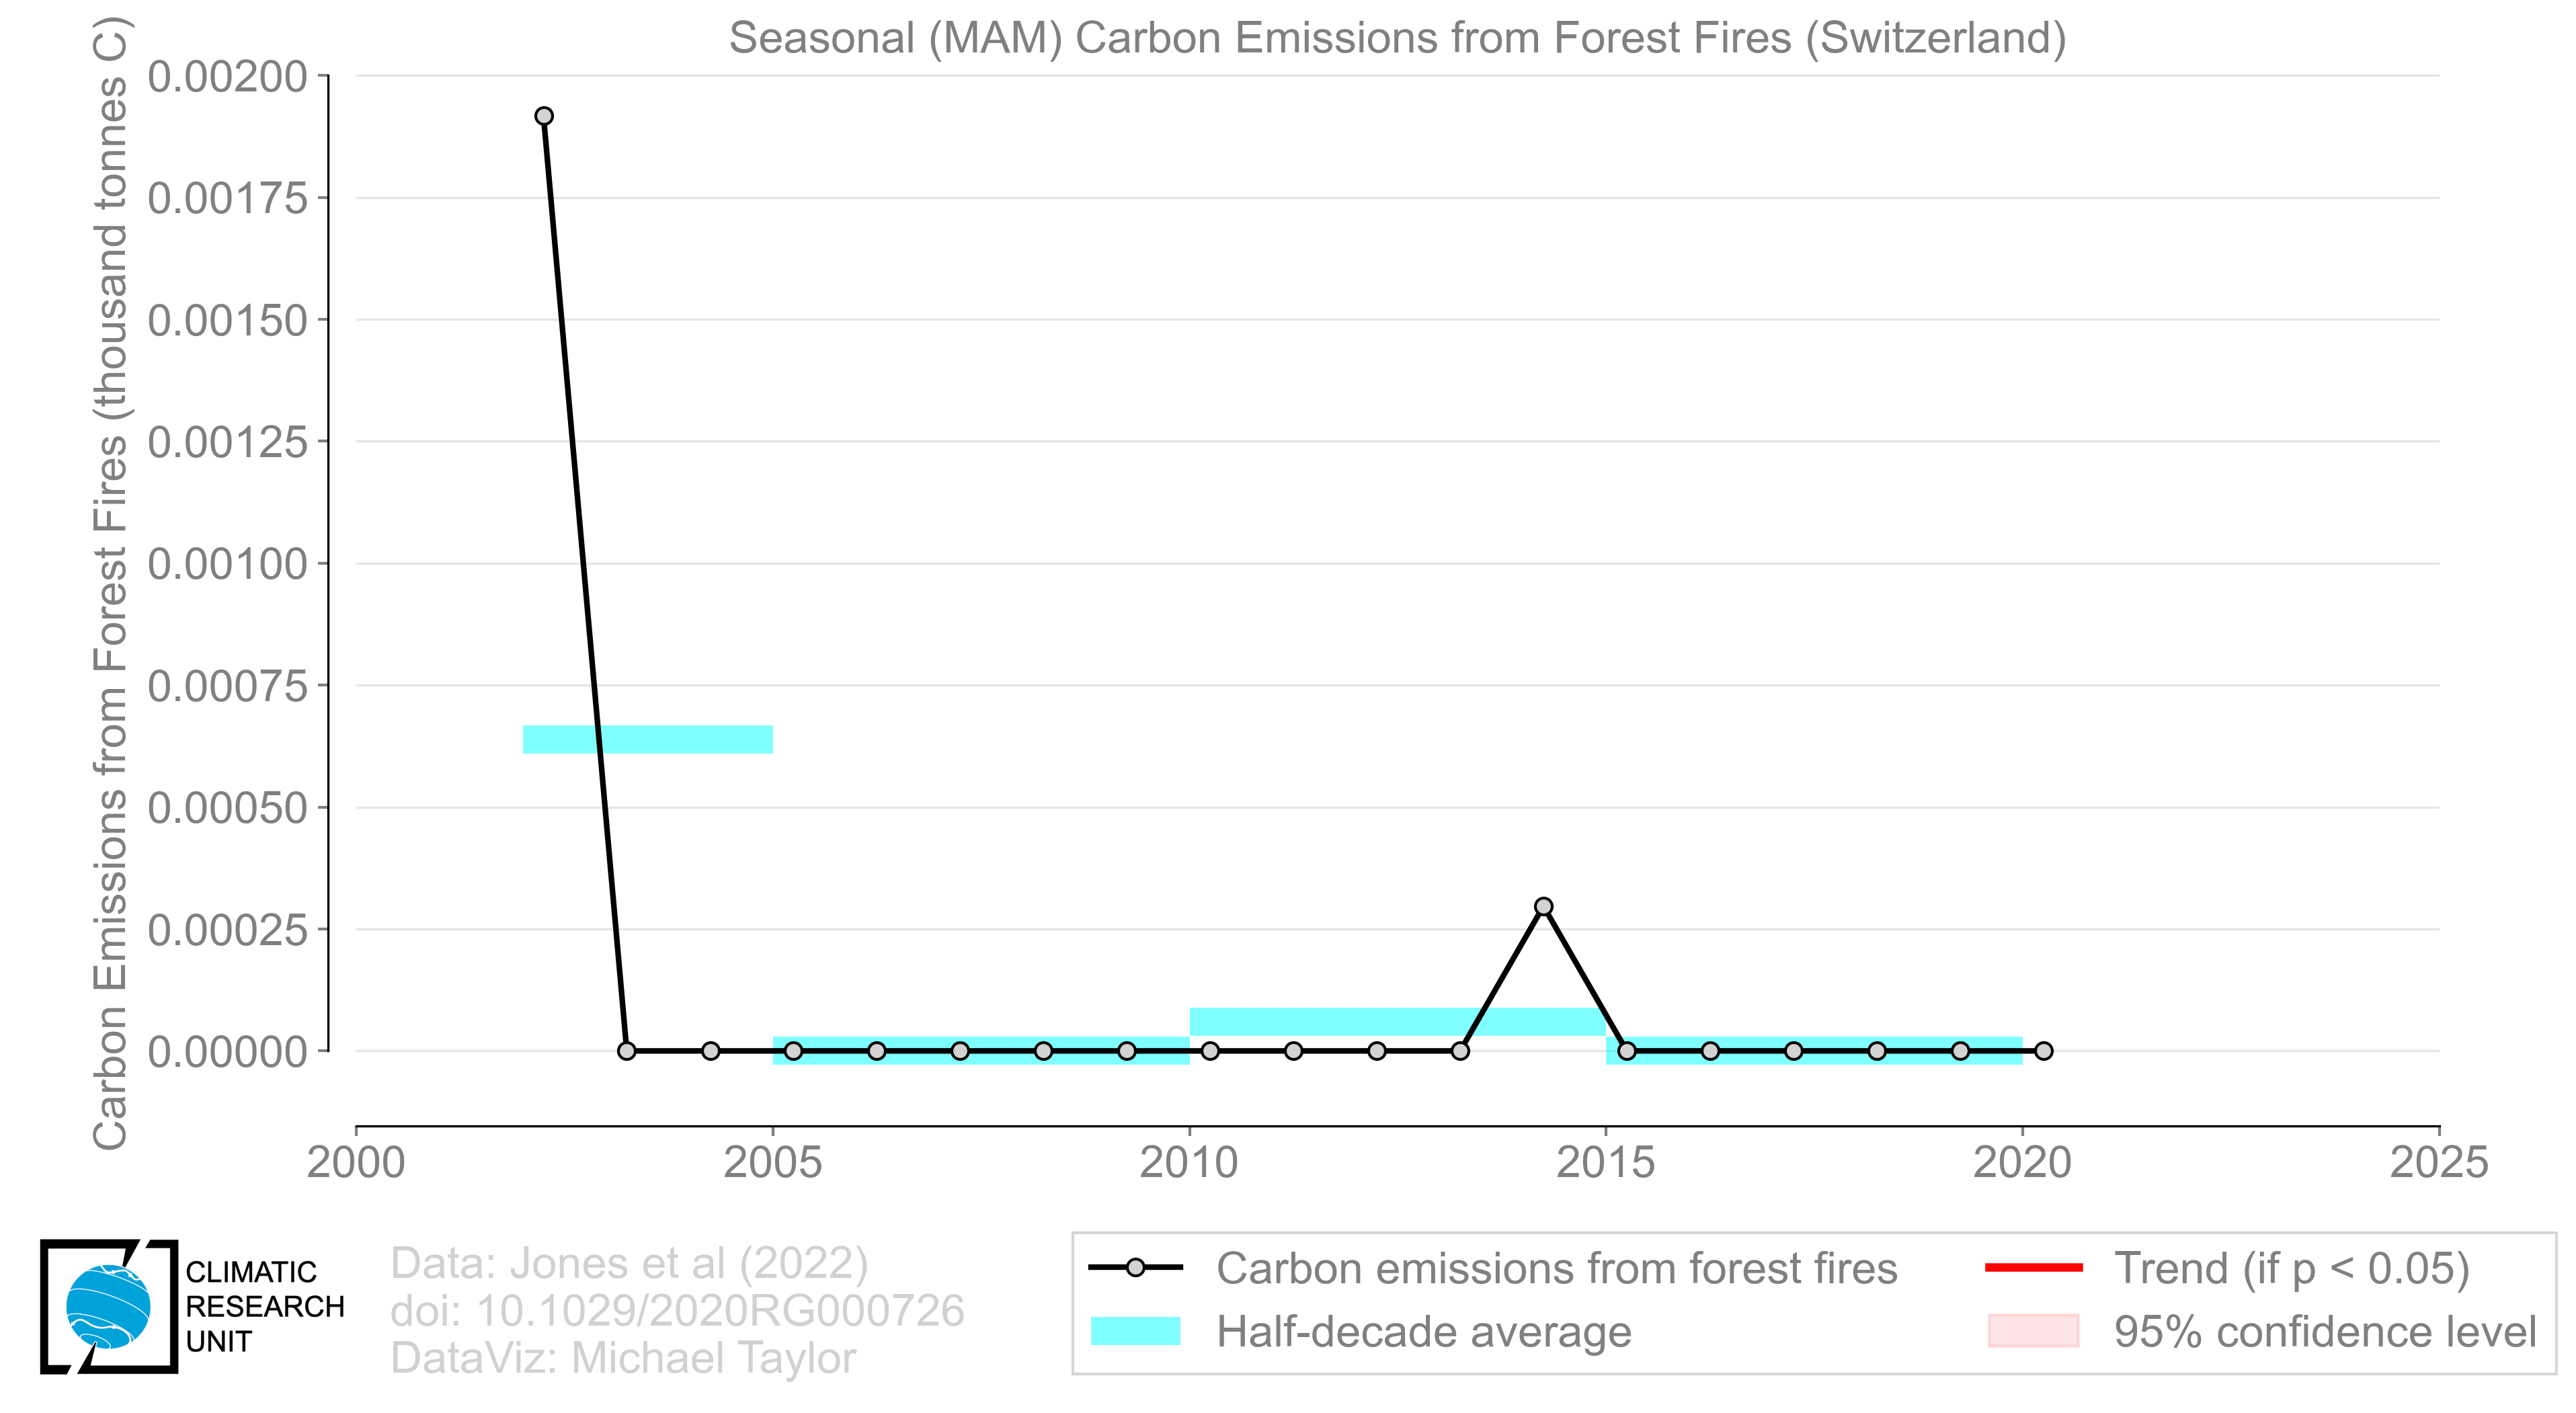 Seasonal (MAM) Carbon Emissions from Forest Fires (Switzerland)
Carbon Emissions from Forest Fires (thousand tonnes C)
0.00200
0.00175
0.00150
0.00125
0.00100
0.00075
0.00050
0.00025
0.00000
2000 2005 2010 2015 2020 2025
CLIMATIC
RESEARCH
UNIT
Data: Jones et al (2022)
doi: 10.1029/2020RG000726
DataViz: Michael Taylor
Carbon emissions from forest fires
Half-decade average
Trend (if p < 0.05)
95% confidence level